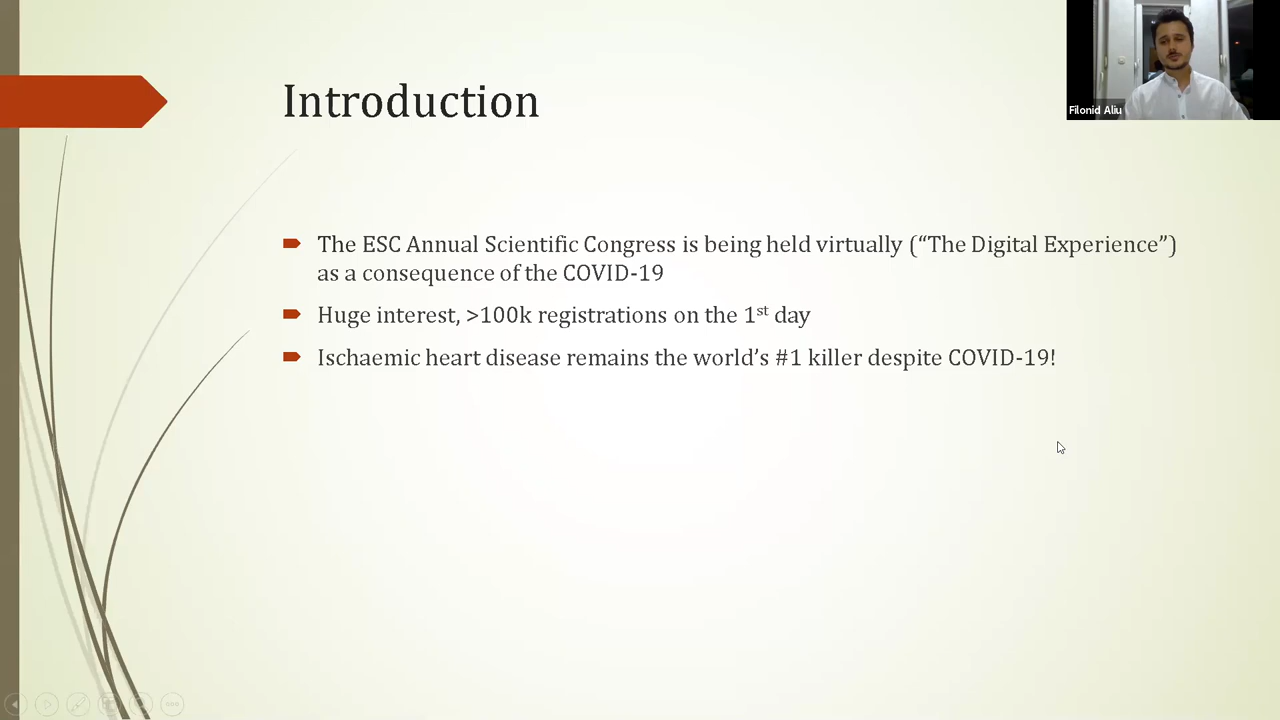 Introduction
Filonid Aliu
The ESC Annual Scientific Congress is being held virtually (“The Digital Experience”)
as a consequence of the COVID-19
Huge interest, >100k registrations on the 1st day
Ischaemic heart disease remains the world’s #1 killer despite COVID-19!